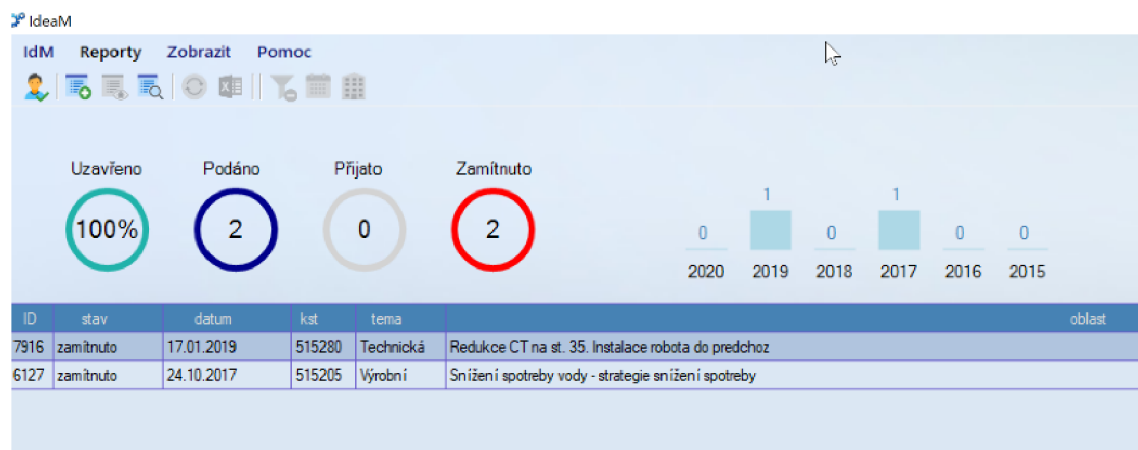 IdeaM
IdM Reporty Zobrazit Pomoc
Uzavřeno Podáno Přijato Zamítnuto
1 1
100% 2 0 2
0 0 0 0
2020 2019 2018 2017 2016 2015
ID stav datum kst tema oblast
7916 zamítnuto 17.01.2019 515280 Technická Redukce CT na st. 35. Instalace robota do predchoz
6127 zamítnuto 24.10.2017 515205 Výrobní Snížení spotreby vody - strategie snížení spotreby